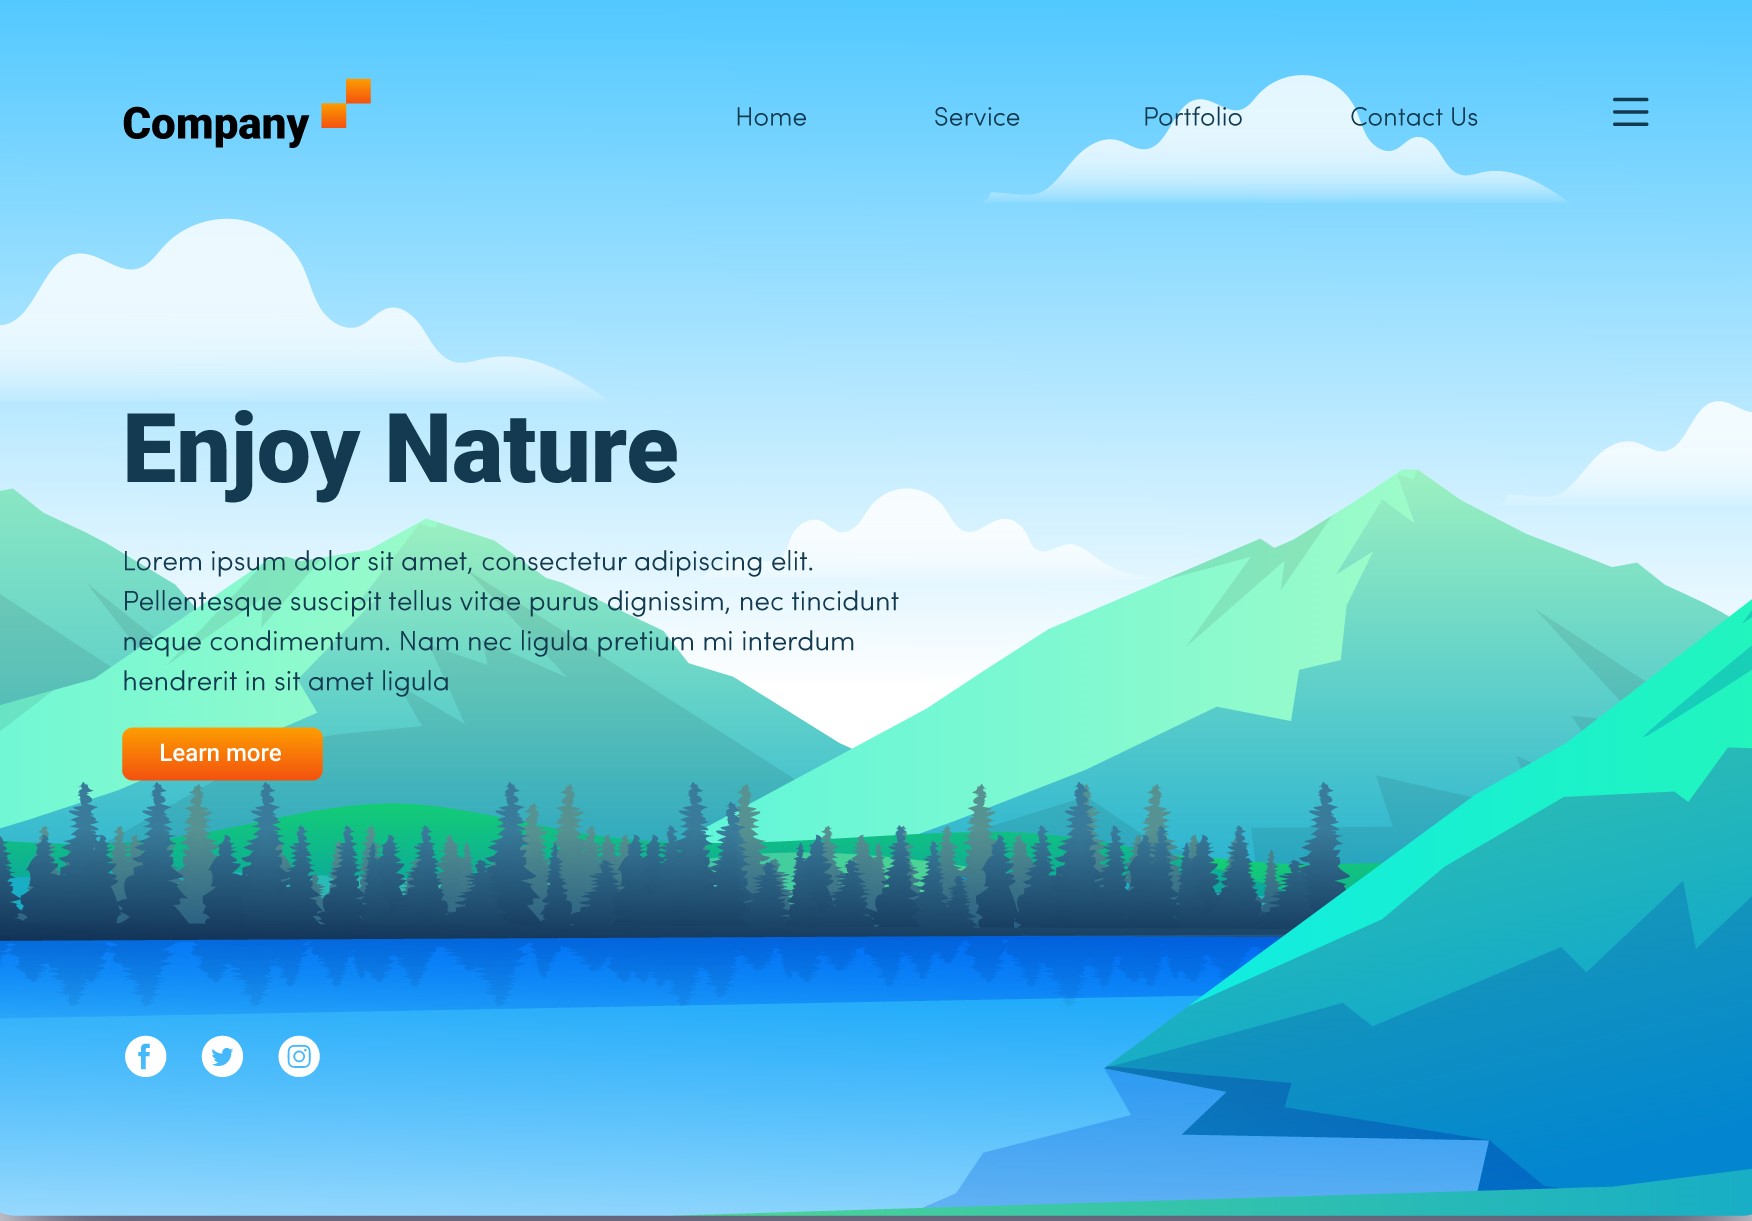 Company
Home Service Portfolio Contact Us
Enjoy Nature
Lorem ipsum dolor sit amet, consectetur adipiscing elit.
Pellentesque suscipit tellus vitae purus dignissim, nec tincidunt
neque condimentum. Nam nec ligula pretium mi interdum
hendrerit in sit amet ligula
Learn more